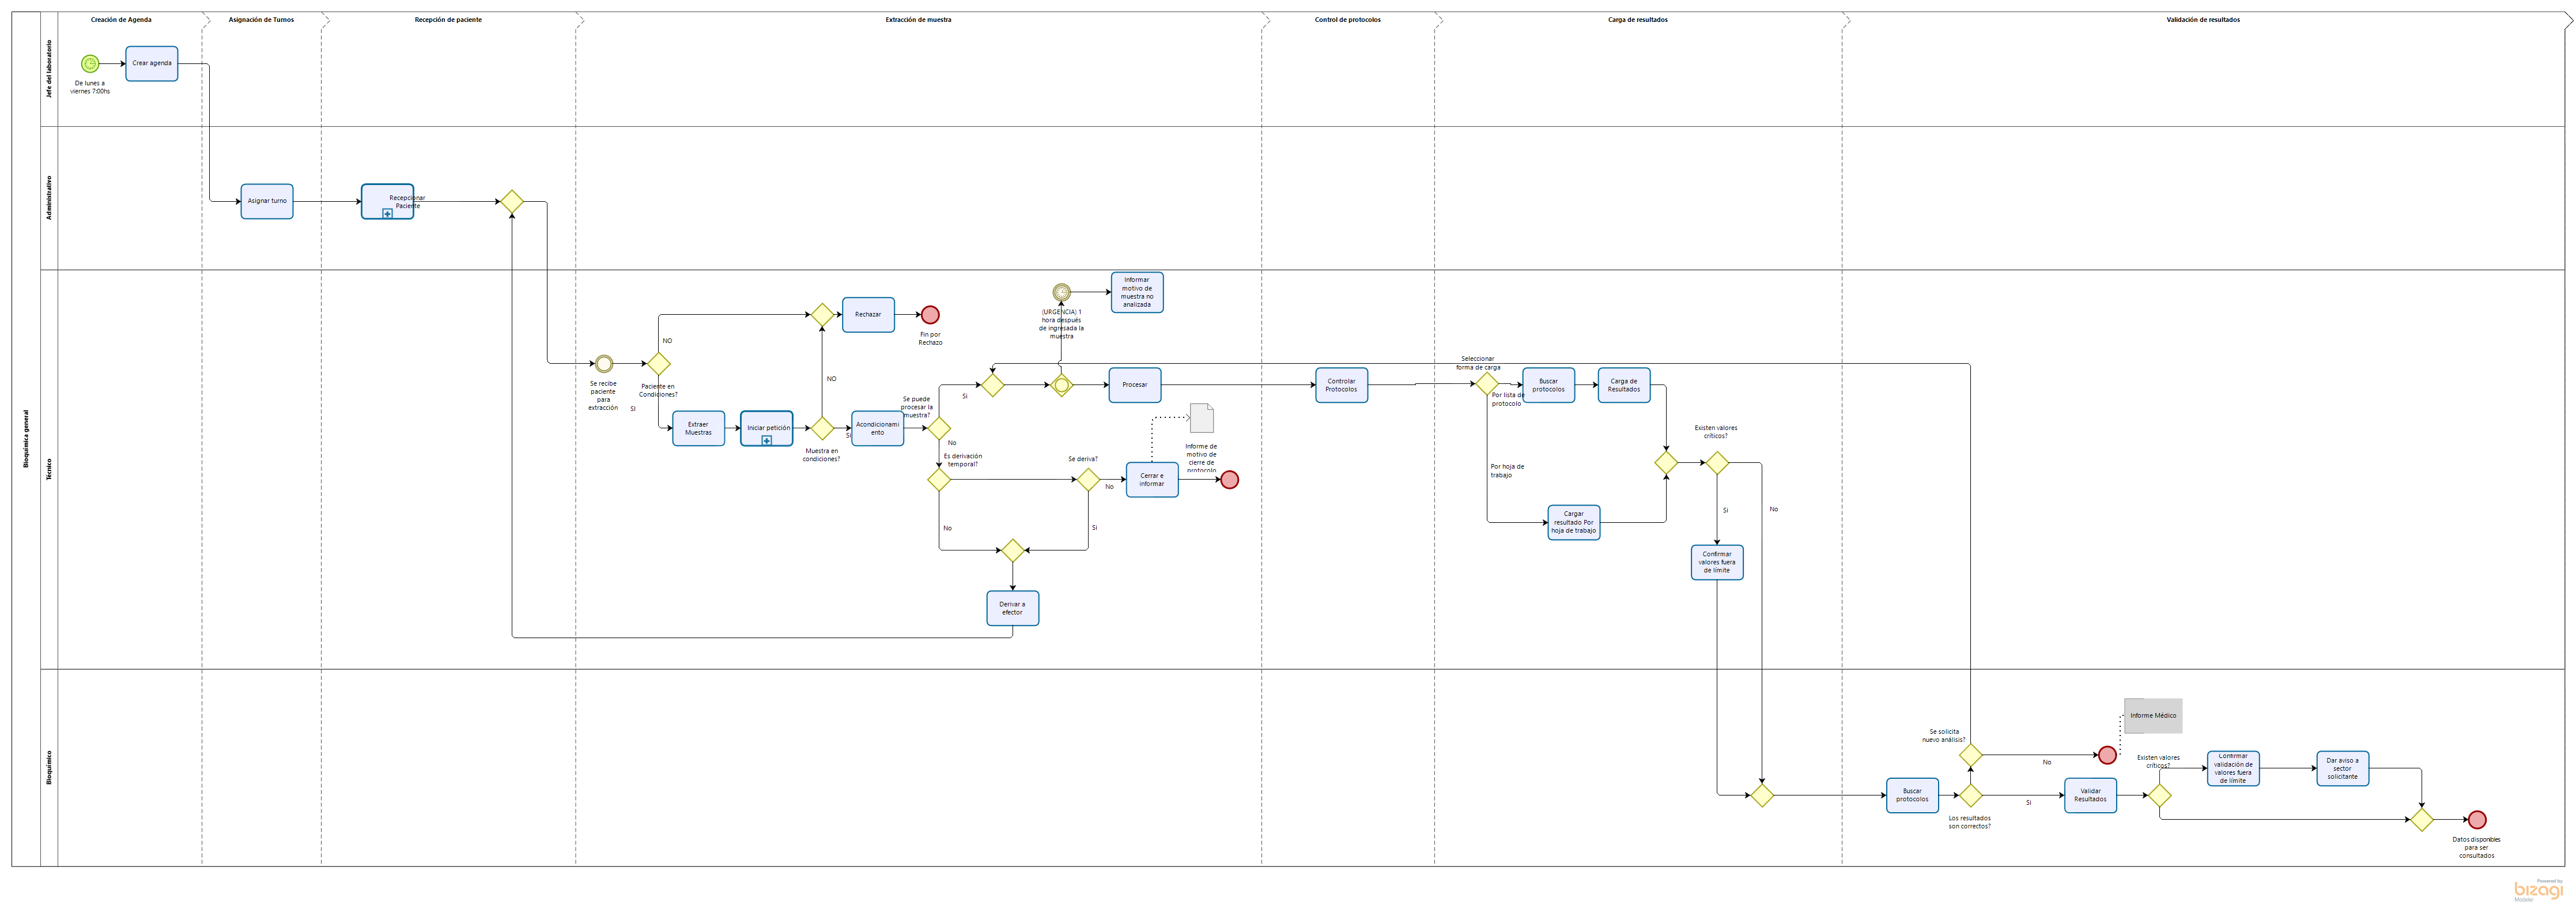 Creación de Agenda
Asignación de Turnos
Recepción de paciente
Extracción de muestra
Control de protocolos
Carga de resultados
Validación de resultados
Bioquímica general
Jefe del laboratorio
De lunes a
viernes 7:00hs
Crear agenda
Administrativo
Asignar turno
Recepcionar
Paciente
Técnico
Se recibe
paciente
para
extracción
Paciente en
Condiciones?
NO
SI
Rechazar
Fin por
Rechazo
Extraer
Muestras
Iniciar petición
NO
Muestra en
condiciones?
Si
Acondicionami
ento
Se puede
procesar la
muestra?
Si
No
(URGENCIA) 1
hora después
de ingresada la
muestra
Informar
motivo de
muestra no
analizada
Procesar
Es derivación
temporal?
Se deriva?
No
Si
No
Cerrar e
informar
Informe de
motivo de
cierre de
protocolo
Derivar a
efector
Controlar
Protocolos
Seleccionar
forma de carga
Por lista de
protocolo
Buscar
protocolos
Carga de
Resultados
Por hoja de
trabajo
Cargar
resultado Por
hoja de trabajo
Existen valores
críticos?
Si
No
Confirmar
valores fuera
de límite
Bioquímico
Buscar
protocolos
Se solicita
nuevo análisis?
No
Informe Médico
Los resultados
son correctos?
Si
Validar
Resultados
Existen valores
críticos?
Confirmar
validación de
valores fuera
de límite
Dar aviso a
sector
solicitante
Datos disponibles
para ser
consultados
Powered by
bizagi
Modeler